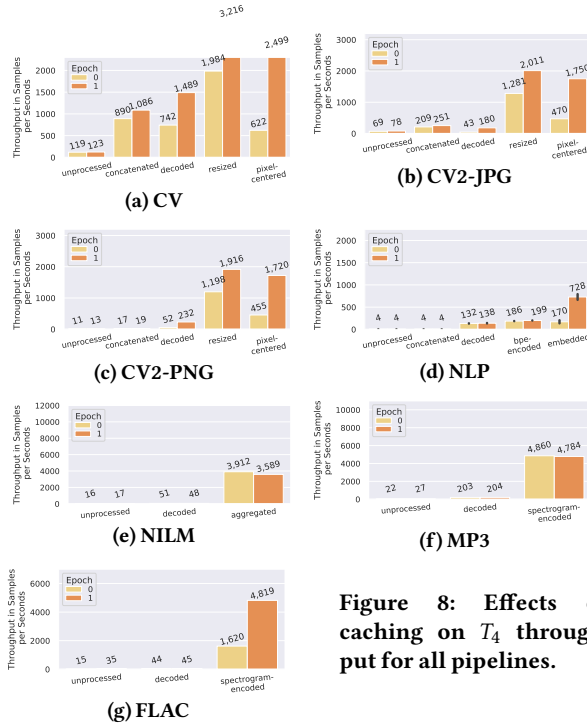 3,216
Throughput in Samples
per Seconds
Epoch
0
1
2000
1500
1000
500
0
119
123
890
1,086
742
1,489
1,984
622
2,499
unprocessed
concatenated
decoded
resized
pixel-
centered
(a) CV
Throughput in Samples
per Seconds
Epoch
0
1
3000
2000
1000
0
69
78
209
251
43
180
1,281
2,011
470
1,750
unprocessed
concatenated
decoded
resized
pixel-
centered
(b) CV2-JPG
Throughput in Samples
per Seconds
Epoch
0
1
3000
2000
1000
0
11
13
17
19
52
232
1,198
1,916
455
1,720
unprocessed
concatenated
decoded
resized
pixel-
centered
(c) CV2-PNG
Throughput in Samples
per Seconds
Epoch
0
1
2000
1500
1000
500
0
4
4
4
4
132
138
186
199
170
728
unprocessed
concatenated
decoded
bpe-
encoded
embedded
(d) NLP
Throughput in Samples
per Seconds
Epoch
0
1
12000
10000
8000
6000
4000
2000
0
16
17
51
48
3,912
3,589
unprocessed
decoded
aggregated
(e) NILM
Throughput in Samples
per Seconds
Epoch
0
1
10000
8000
6000
4000
2000
0
22
27
203
204
4,860
4,784
unprocessed
decoded
spectrogram-
encoded
(f) MP3
Throughput in Samples
per Seconds
Epoch
0
1
6000
4000
2000
0
15
35
44
45
1,620
4,819
unprocessed
decoded
spectrogram-
encoded
(g) FLAC
Figure 8: Effects
caching on T4 through
put for all pipelines.